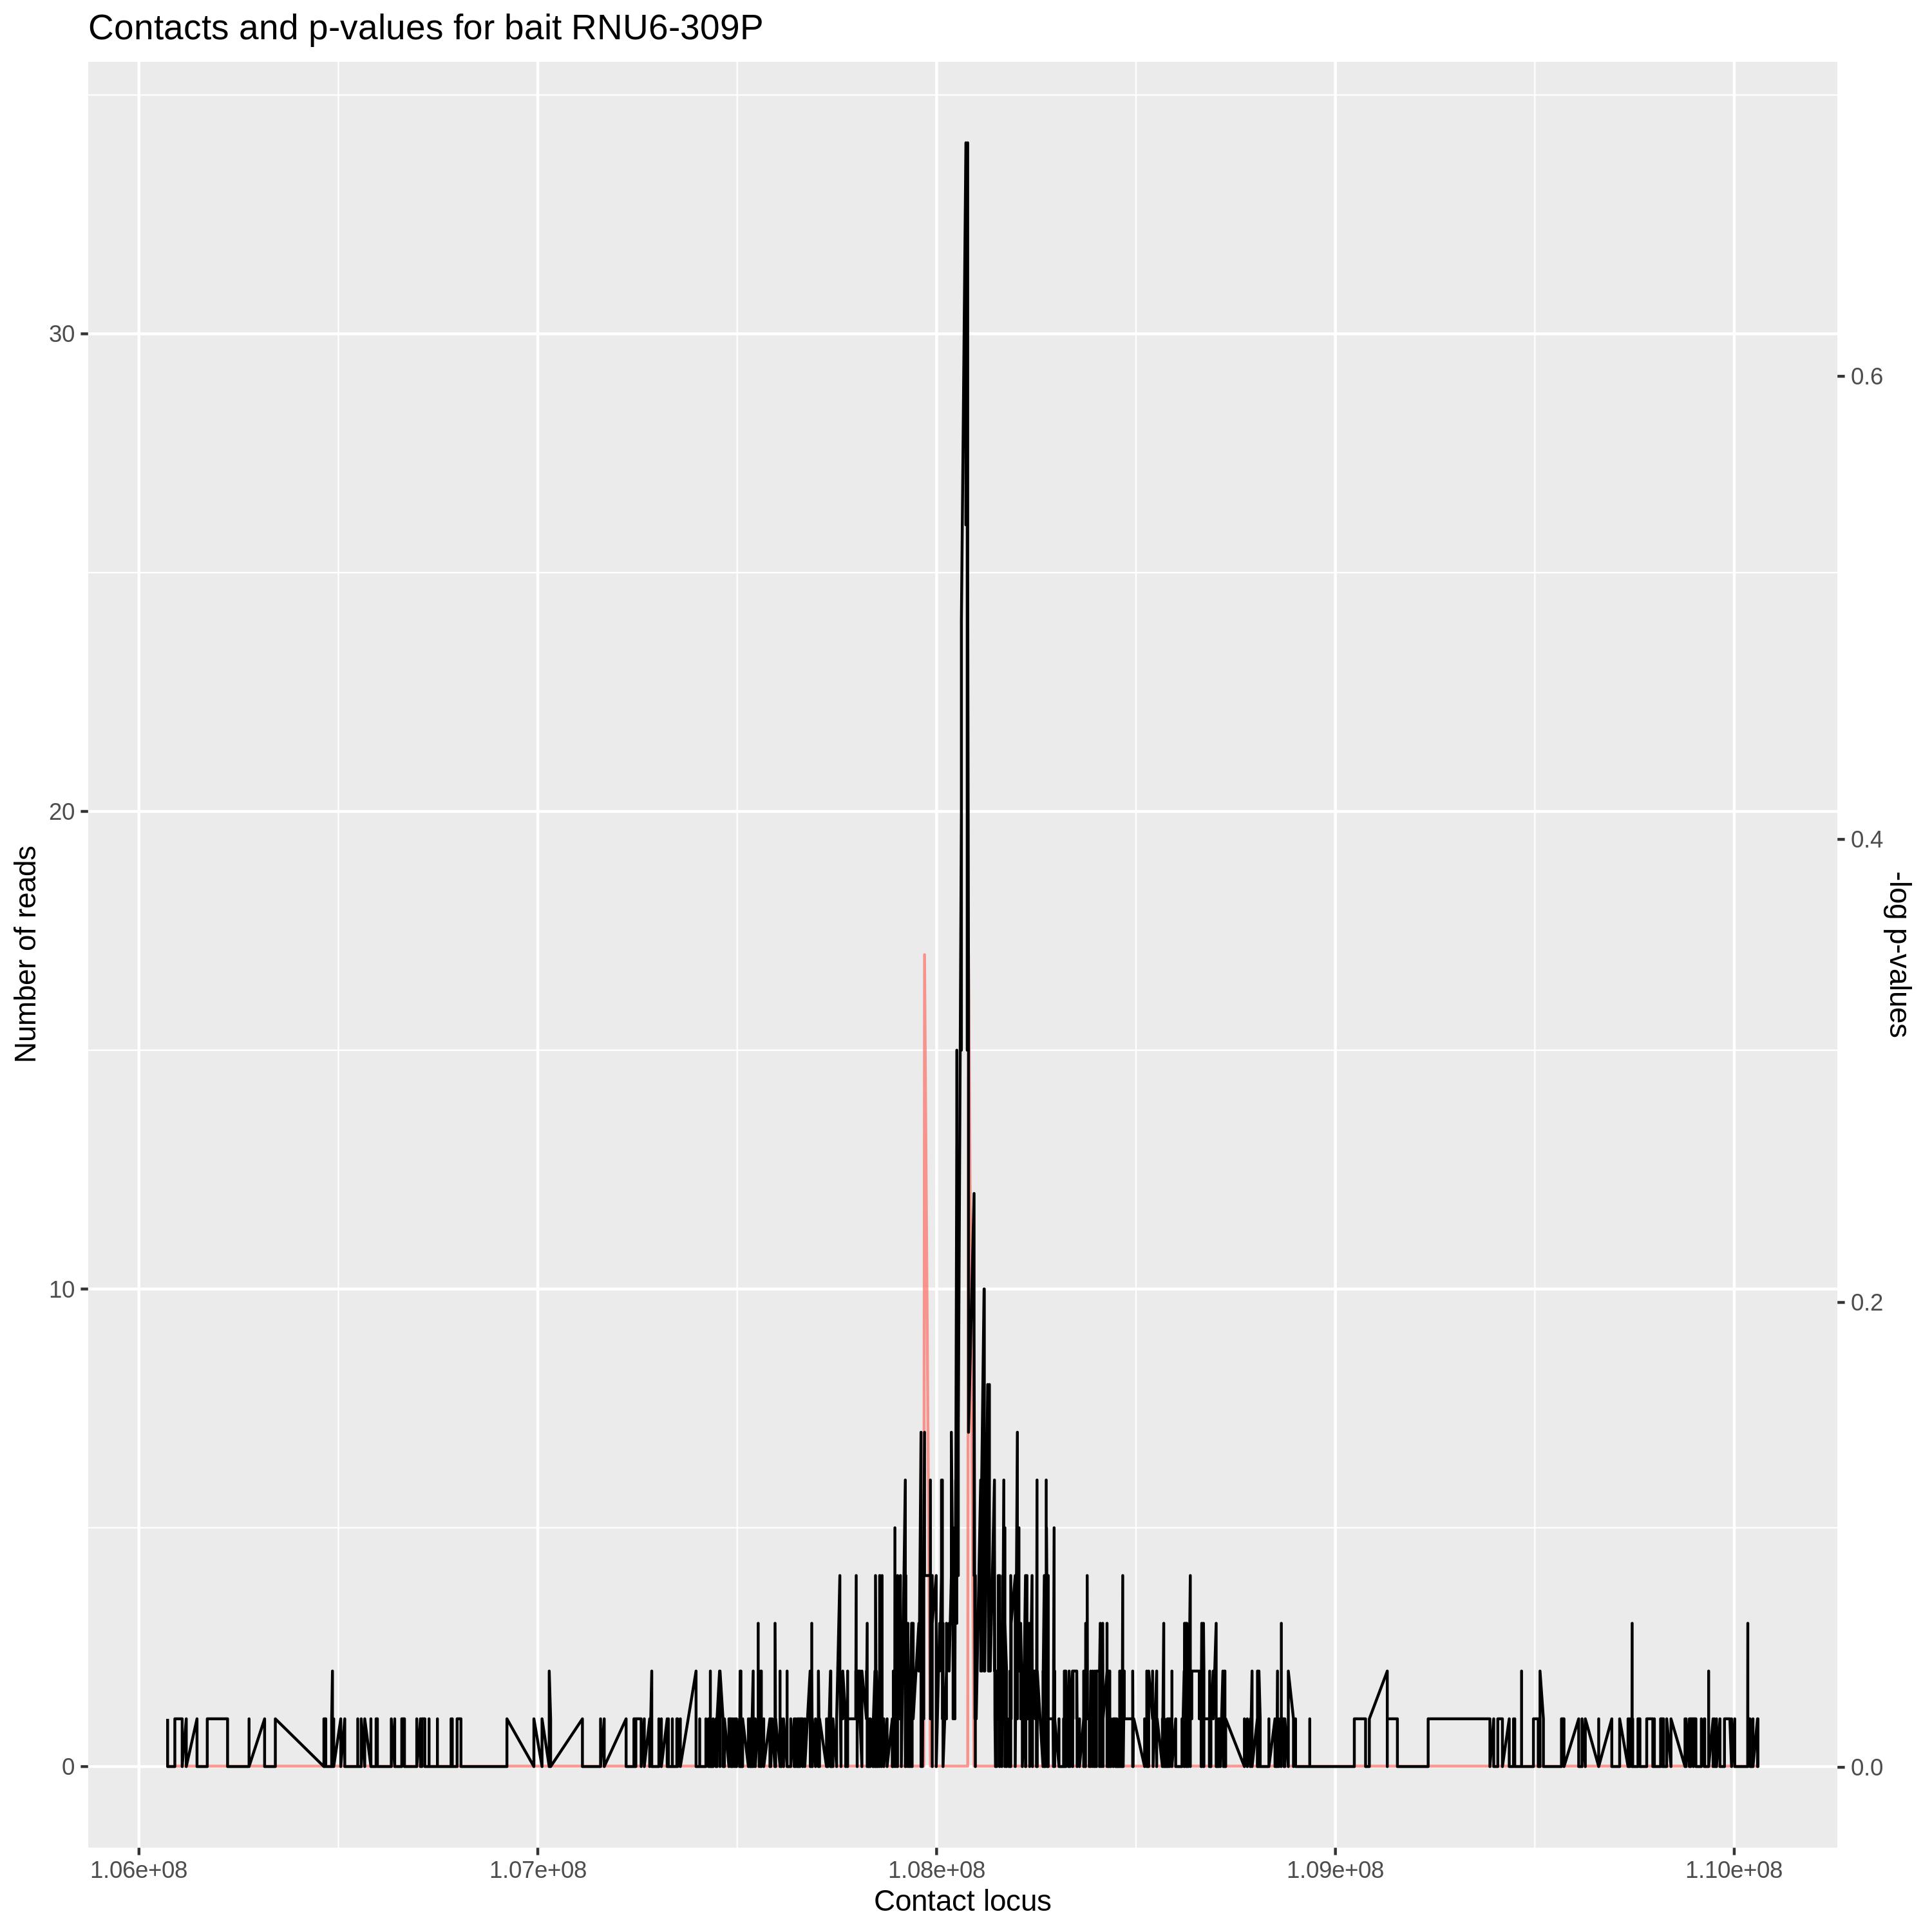 Contacts and p-values for bait RNU6-309P
30
20
10
0
Number of reads
0.6
0.4
0.2
0.0
-log p-values
1.06e+08
1.07e+08
1.08e+08
1.09e+08
1.10e+08
Contact locus